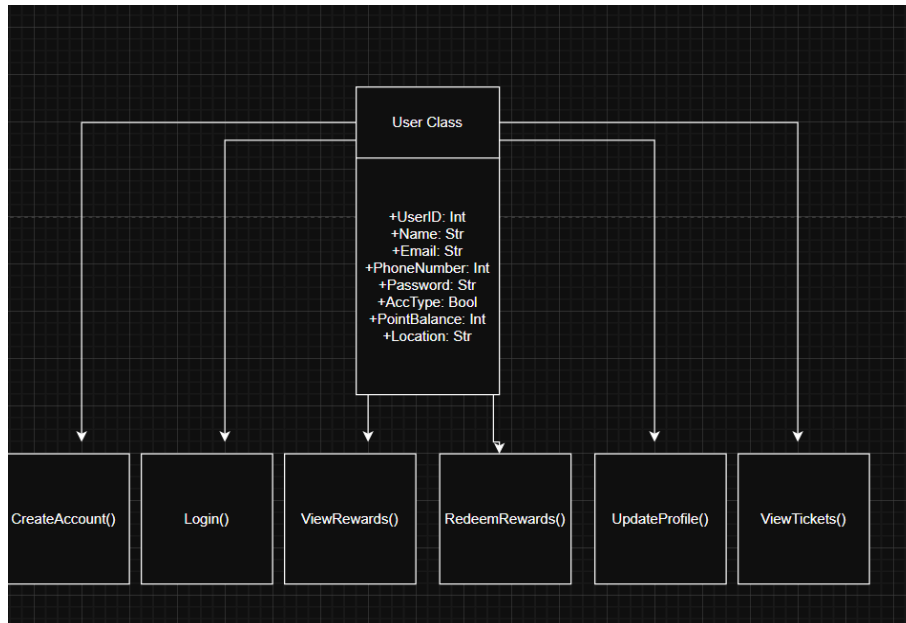 User Class
+UserID: Int
+Name: Str
+Email: Str
+PhoneNumber: Int
+Password: Str
+AccType: Bool
+PointBalance: Int
+Location: Str
CreateAccount()
Login()
ViewRewards()
RedeemRewards()
UpdateProfile()
ViewTickets()